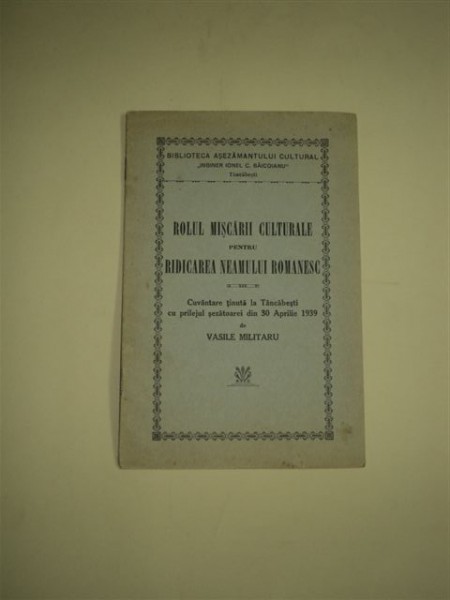 BIBLIOTECA AȘEZĂMÂNTULUI CULTURAL
„INGINER IONEL C. BĂICOIANU"
Tâncăbești
ROLUL MIȘCĂRII CULTURALE
PENTRU
RIDICAREA NEAMULUI ROMANESC
Cuvântare ținută la Tâncăbești
cu prilejul șezătoarei din 30 Aprilie 1939
de
VASILE MILITARU